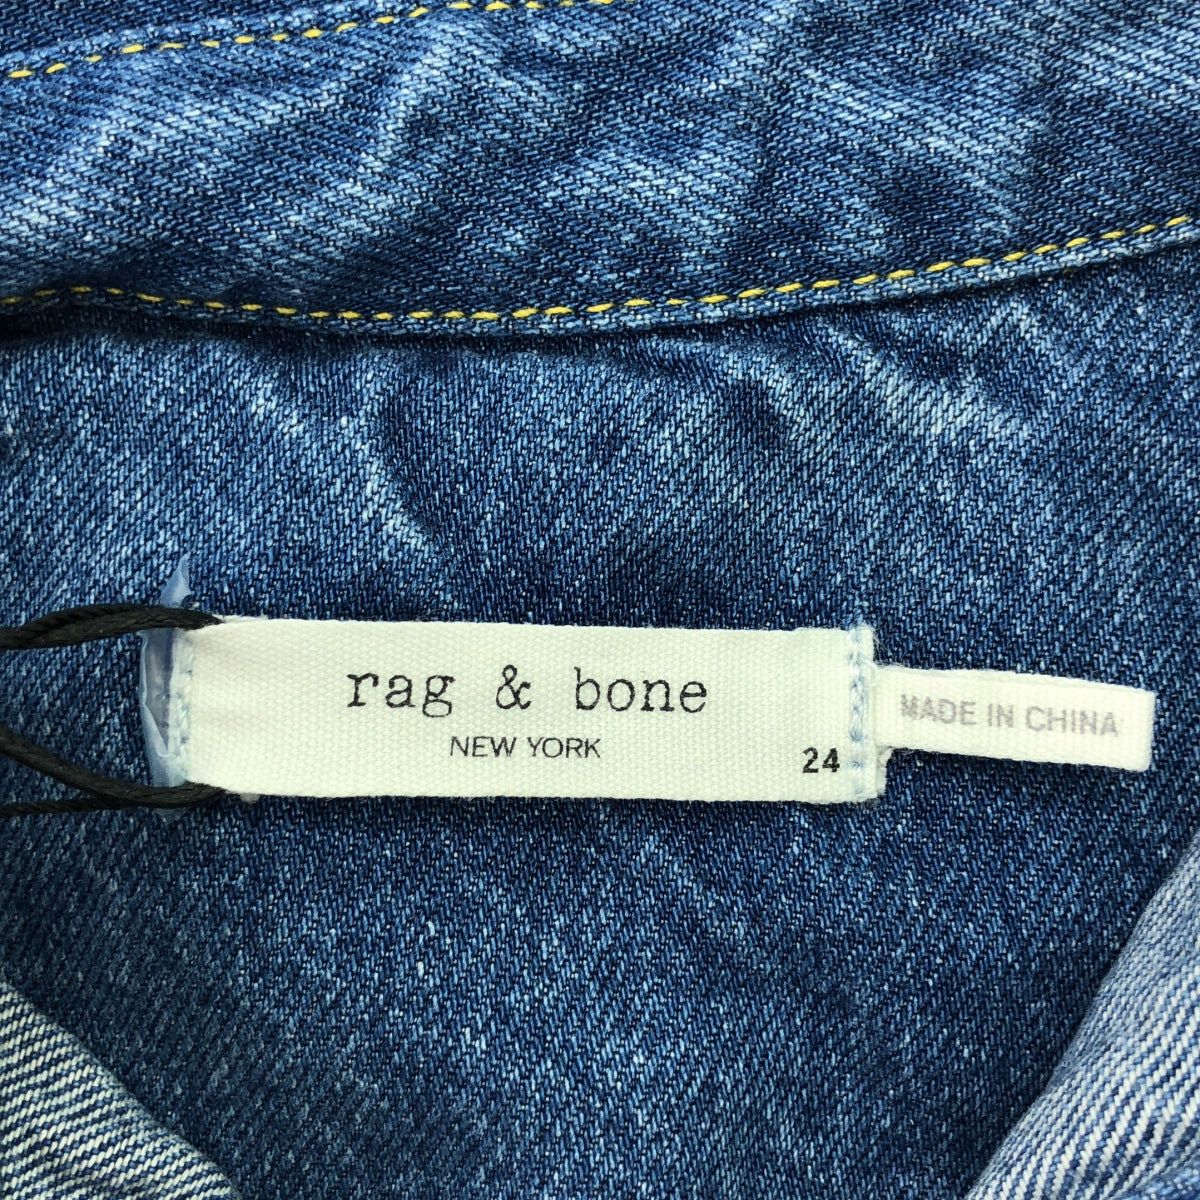 rag & bone
NEW YORK
24
MADE IN CHINA